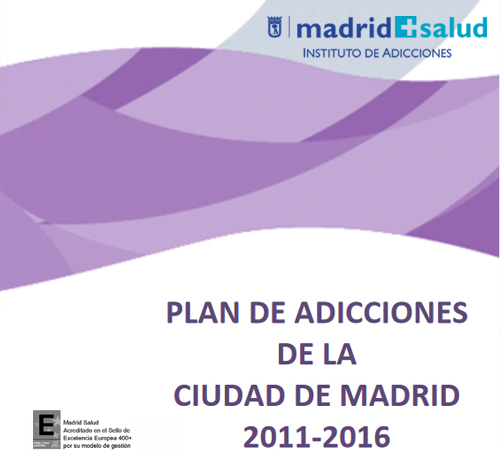 madrid+salud
INSTITUTO DE ADICCIONES
PLAN DE ADICCIONES
DE LA
CIUDAD DE MADRID
2011-2016
E
Madrid Salud
Acreditado en el Sello de
Excelencia Europea 400+
por su modelo de gestión